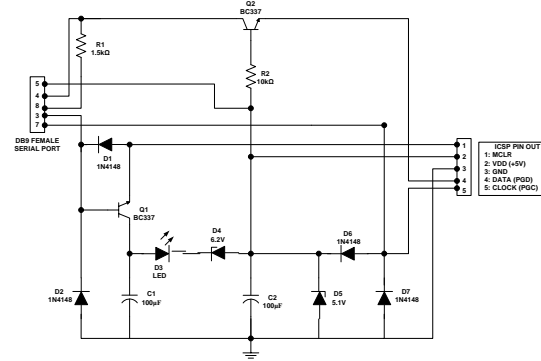 Q2
BC337
R1
1.5kΩ
R2
10kΩ
5
4
8
3
7
DB9 FEMALE
SERIAL PORT
D1
1N4148
1
2
3
4
5
ICSP PIN OUT
1: MCLR
2: VDD (+5V)
3: GND
4: DATA (PGD)
5: CLOCK (PGC)
Q1
BC337
D3
LED
D4
6.2V
D6
1N4148
D2
1N4148
C1
100µF
C2
100µF
D5
5.1V
D7
1N4148